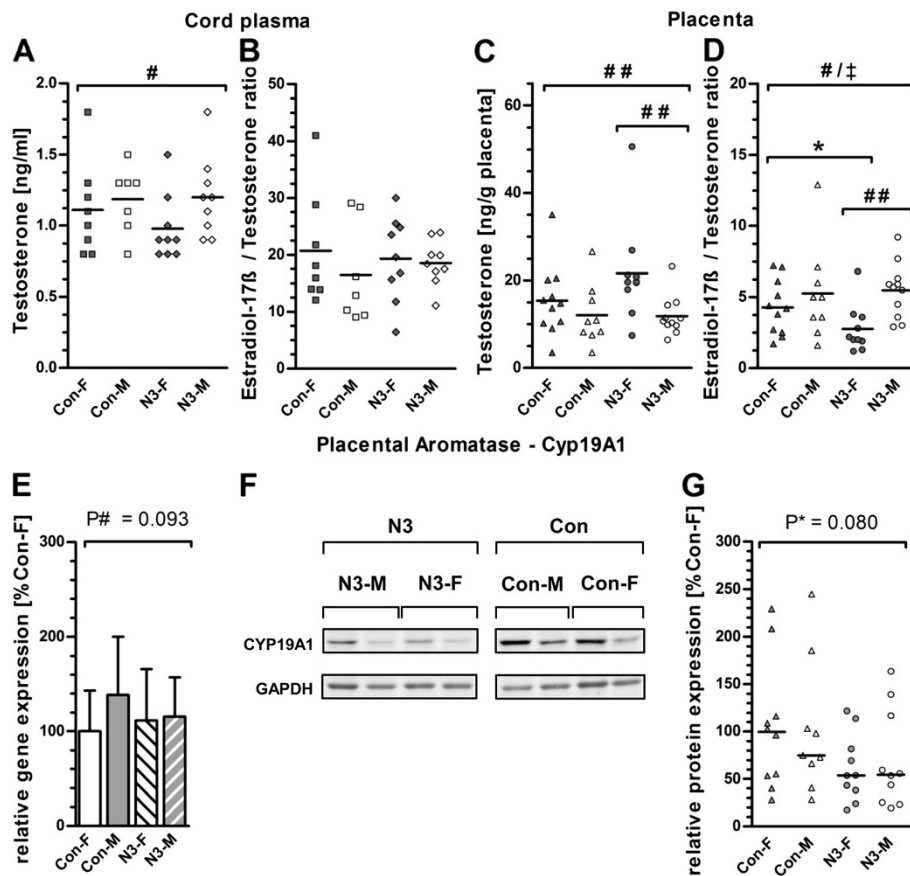 Cord plasma
Placenta
A
B
C
D
#
# #
# #
# / ‡
*
# #
Testosterone [ng/ml]
2.0
1.5
1.0
0.5
0.0
Con-F
Con-M
N3-F
N3-M
Estradiol-17ß / Testosterone ratio
50
40
30
20
10
0
Con-F
Con-M
N3-F
N3-M
Testosterone [ng/g placenta]
65
50
35
20
5
0
Con-F
Con-M
N3-F
N3-M
Estradiol-17ß / Testosterone ratio
20
15
10
5
0
Con-F
Con-M
N3-F
N3-M
Placental Aromatase - Cyp19A1
E
F
G
P# = 0.093
relative gene expression [%Con-F]
300
200
100
0
Con-F
Con-M
N3-F
N3-M
N3
Con
N3-M
N3-F
Con-M
Con-F
CYP19A1
GAPDH
P* = 0.080
relative protein expression [%Con-F]
300
250
200
150
100
50
0
Con-F
Con-M
N3-F
N3-M